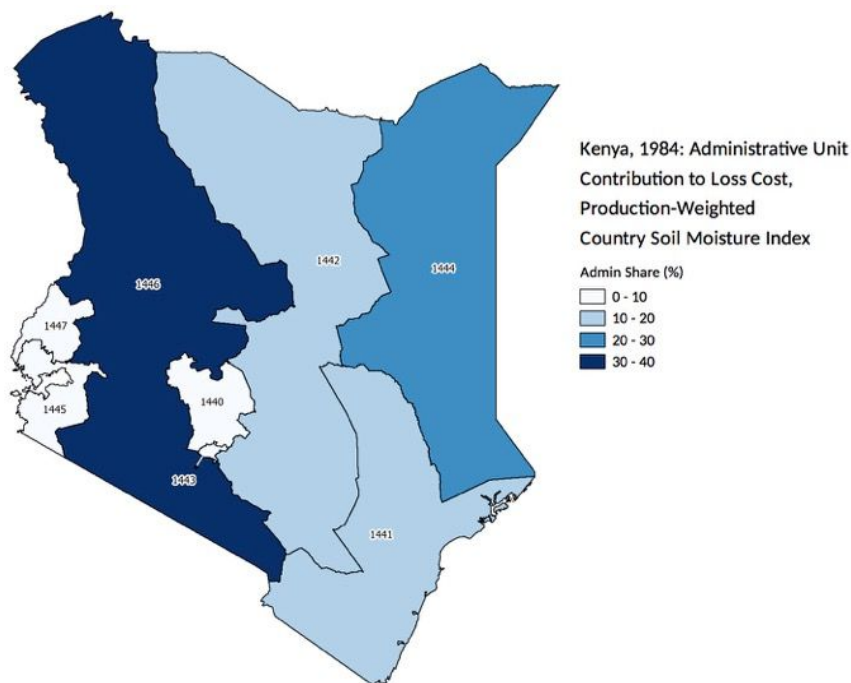 Kenya, 1984: Administrative Unit
Contribution to Loss Cost,
Production-Weighted
Country Soil Moisture Index
Admin Share (%)
0 - 10
10 - 20
20 - 30
30 - 40
1442
1444
1446
1447
1440
1445
1443
1441